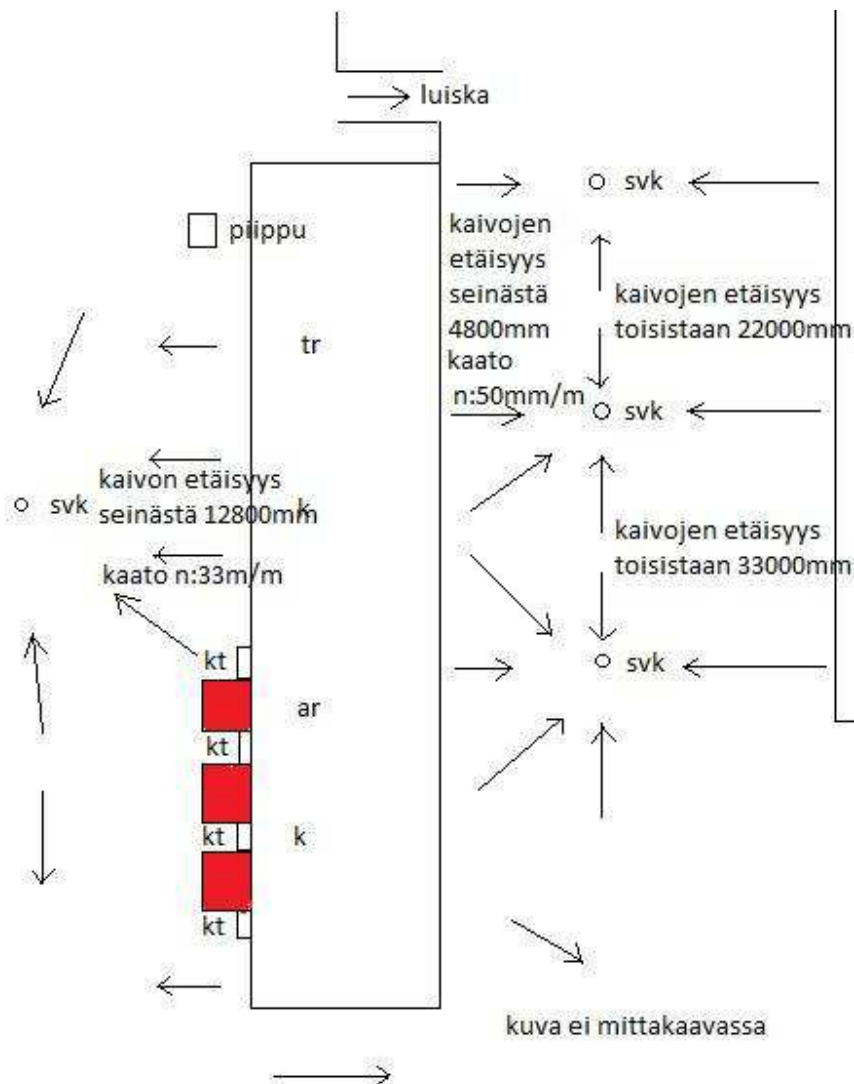 luiska
svk
piippu
kaivojen
etäisyys
seinästä
4800mm
kaato
n:50mm/m
kaivojen etäisyys
toisistaan 22000mm
tr
svk
kaivon etäisyys
svk
seinästä 12800mm
k
kaato n:33m/m
kaivojen etäisyys
toisistaan 33000mm
kt
svk
ar
kt
kt
k
kt
kuva ei mittakaavassa